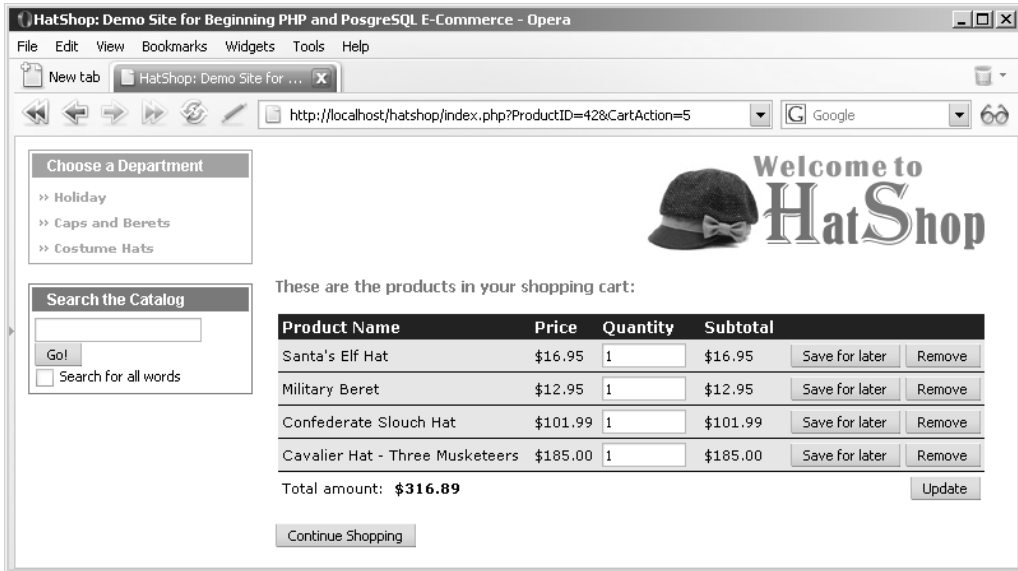 HatShop: Demo Site for Beginning PHP and PosgreSQL E-Commerce - Opera
File Edit View Bookmarks Widgets Tools Help
New tab HatShop: Demo Site for ... X
http://localhost/hatshop/index.php?ProductID=42&CartAction=5 G Google
Choose a Department
» Holiday
» Caps and Berets
» Costume Hats
Welcome to
HatShop
Search the Catalog
Go!
Search for all words
These are the products in your shopping cart:
Product Name Price Quantity Subtotal
Santa's Elf Hat $16.95 1 $16.95 Save for later Remove
Military Beret $12.95 1 $12.95 Save for later Remove
Confederate Slouch Hat $101.99 1 $101.99 Save for later Remove
Cavalier Hat - Three Musketeers $185.00 1 $185.00 Save for later Remove
Total amount: $316.89 Update
Continue Shopping